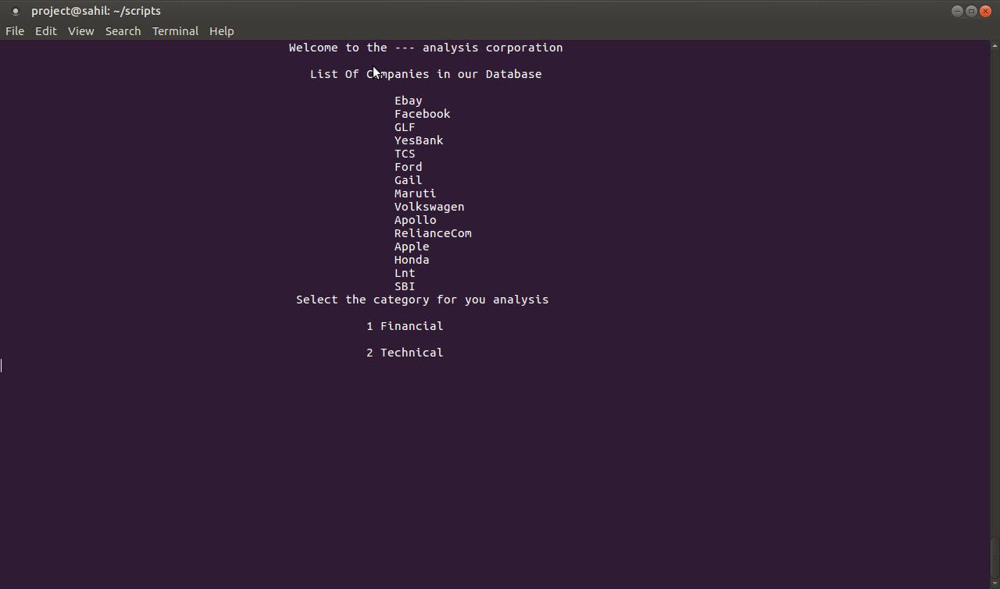 project@sahil: ~/scripts
File Edit View Search Terminal Help
Welcome to the --- analysis corporation
List Of Companies in our Database
Ebay
Facebook
GLF
YesBank
TCS
Ford
Gail
Maruti
Volkswagen
Apollo
RelianceCom
Apple
Honda
Lnt
SBI
Select the category for you analysis
1 Financial
2 Technical